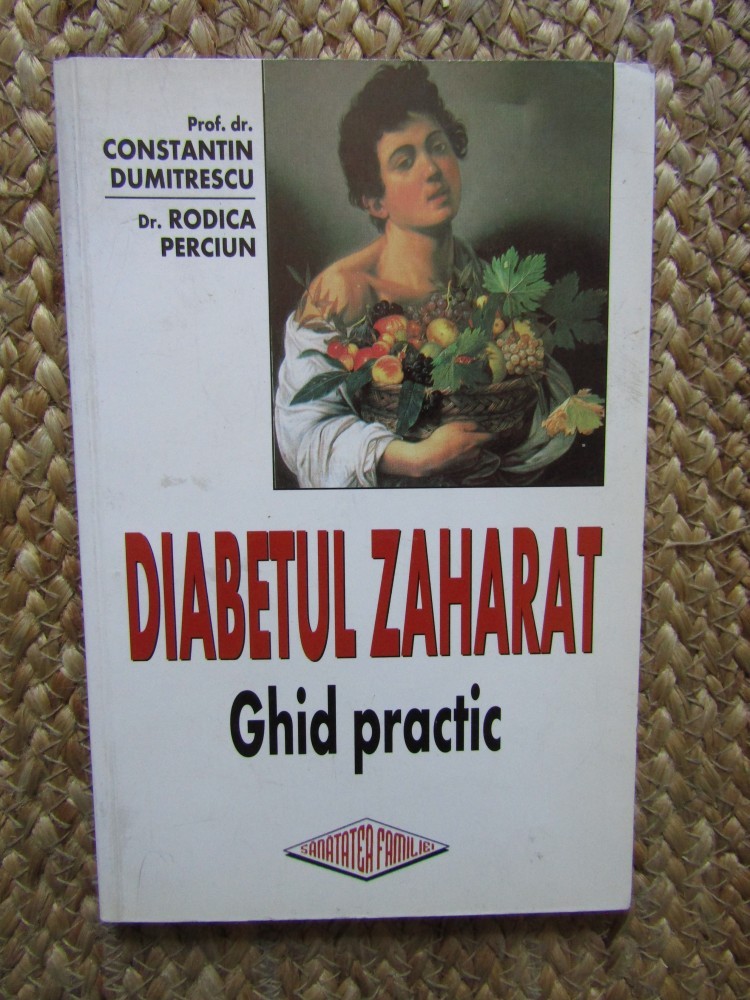 Prof. dr.
CONSTANTIN
DUMITRESCU
Dr. RODICA
PERCIUN
DIABETUL ZAHARAT
Ghid practic
SANATATEA FAMILIEI